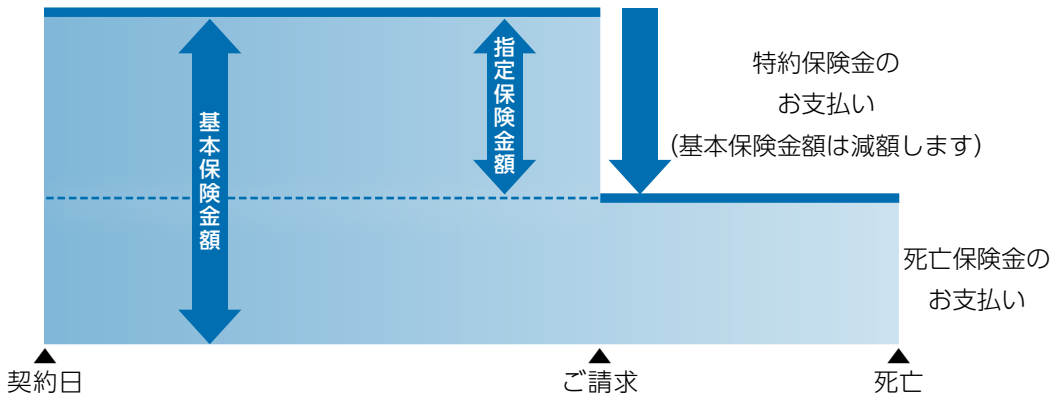 基本保険金額
指定保険金額
特約保険金の
お支払い
(基本保険金額は減額します)
死亡保険金の
お支払い
契約日
ご請求
死亡